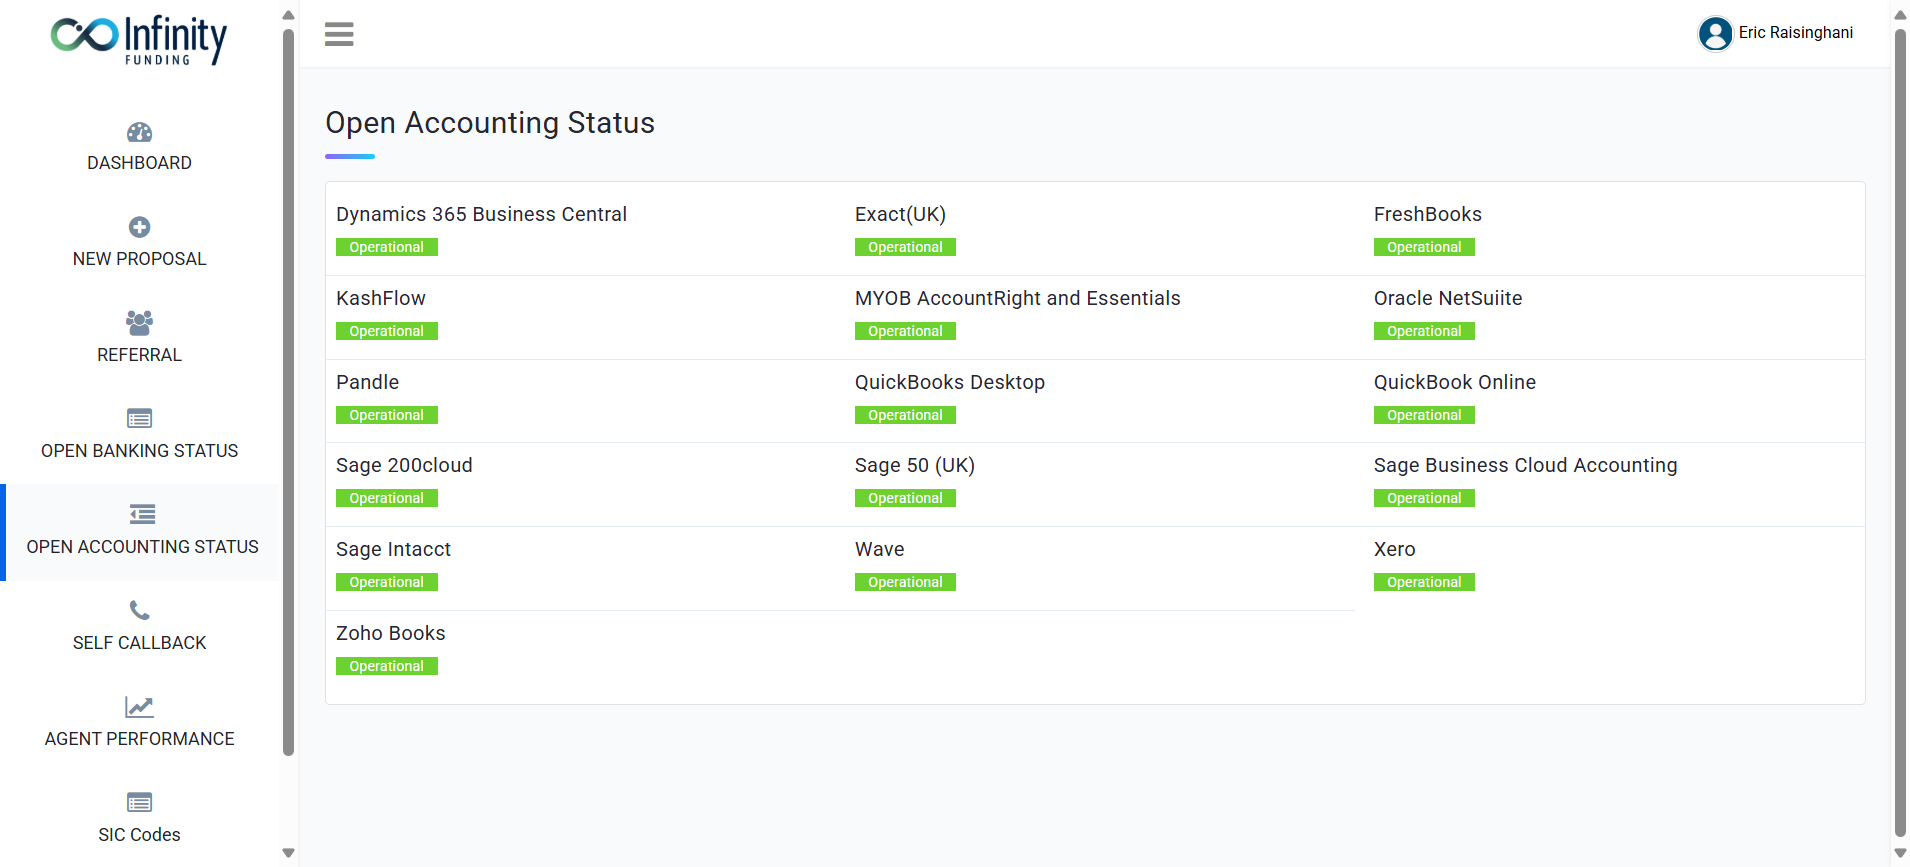 Infinity
FUNDING
Eric Raisinghani
DASHBOARD
NEW PROPOSAL
REFERRAL
OPEN BANKING STATUS
OPEN ACCOUNTING STATUS
SELF CALLBACK
AGENT PERFORMANCE
SIC Codes
Open Accounting Status
Dynamics 365 Business Central
Operational
Exact(UK)
Operational
FreshBooks
Operational
KashFlow
Operational
MYOB AccountRight and Essentials
Operational
Oracle NetSuiite
Operational
Pandle
Operational
QuickBooks Desktop
Operational
QuickBook Online
Operational
Sage 200cloud
Operational
Sage 50 (UK)
Operational
Sage Business Cloud Accounting
Operational
Sage Intacct
Operational
Wave
Operational
Xero
Operational
Zoho Books
Operational